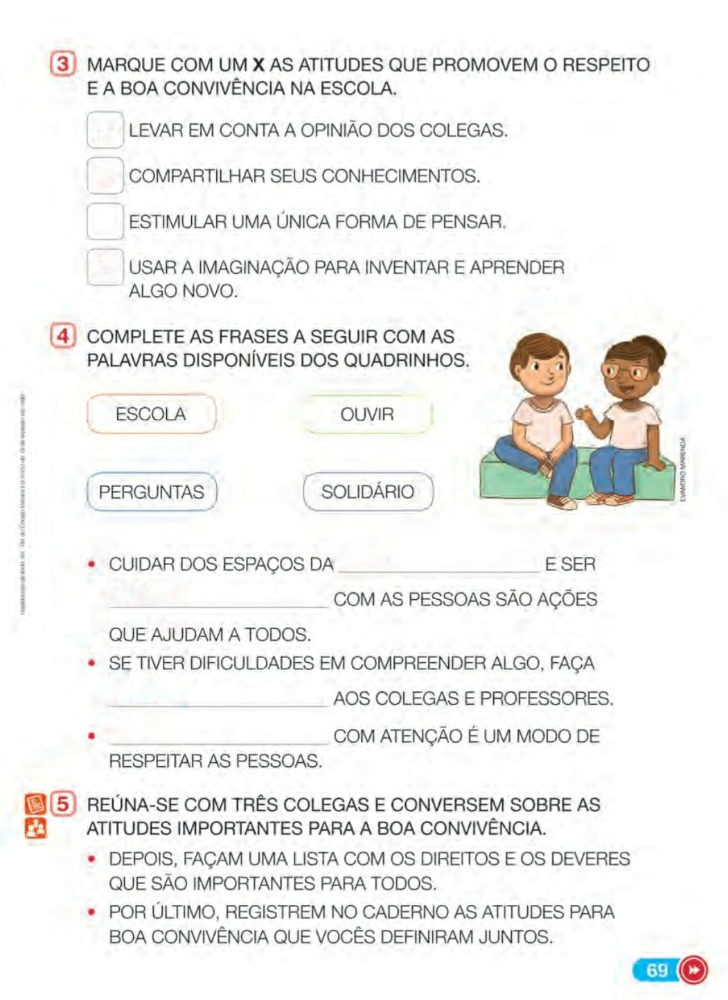 3 MARQUE COM UM X AS ATITUDES QUE PROMOVEM O RESPEITO
E A BOA CONVIVÊNCIA NA ESCOLA.
LEVAR EM CONTA A OPINIÃO DOS COLEGAS.
COMPARTILHAR SEUS CONHECIMENTOS.
ESTIMULAR UMA ÚNICA FORMA DE PENSAR.
USAR A IMAGINAÇÃO PARA INVENTAR E APRENDER
ALGO NOVO.
4 COMPLETE AS FRASES A SEGUIR COM AS
PALAVRAS DISPONÍVEIS DOS QUADRINHOS.
ESCOLA OUVIR
PERGUNTAS SOLIDÁRIO
EVANDRO MARENDA
• CUIDAR DOS ESPAÇOS DA ____________ E SER
____________ COM AS PESSOAS SÃO AÇÕES
QUE AJUDAM A TODOS.
• SE TIVER DIFICULDADES EM COMPREENDER ALGO, FAÇA
____________ AOS COLEGAS E PROFESSORES.
• ____________ COM ATENÇÃO É UM MODO DE
RESPEITAR AS PESSOAS.
5 REÚNA-SE COM TRÊS COLEGAS E CONVERSEM SOBRE AS
ATITUDES IMPORTANTES PARA A BOA CONVIVÊNCIA.
• DEPOIS, FAÇAM UMA LISTA COM OS DIREITOS E OS DEVERES
QUE SÃO IMPORTANTES PARA TODOS.
• POR ÚLTIMO, REGISTREM NO CADERNO AS ATITUDES PARA
BOA CONVIVÊNCIA QUE VOCÊS DEFINIRAM JUNTOS.
69